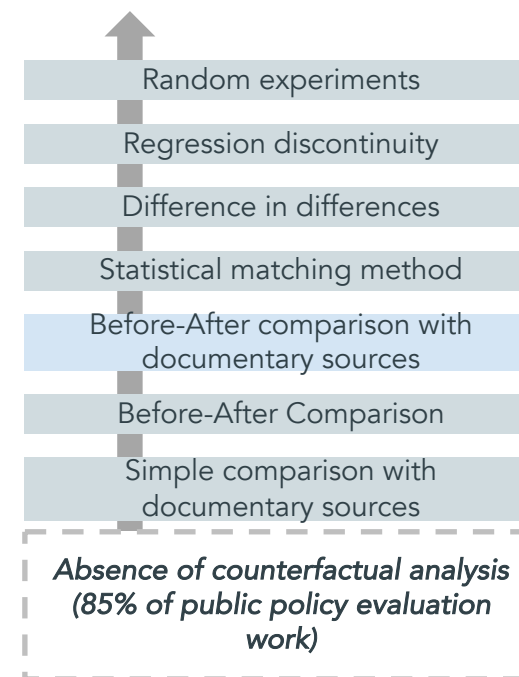 Random experiments
Regression discontinuity
Difference in differences
Statistical matching method
Before-After comparison with
documentary sources
Before-After Comparison
Simple comparison with
documentary sources
Absence of counterfactual analysis
(85% of public policy evaluation
work)